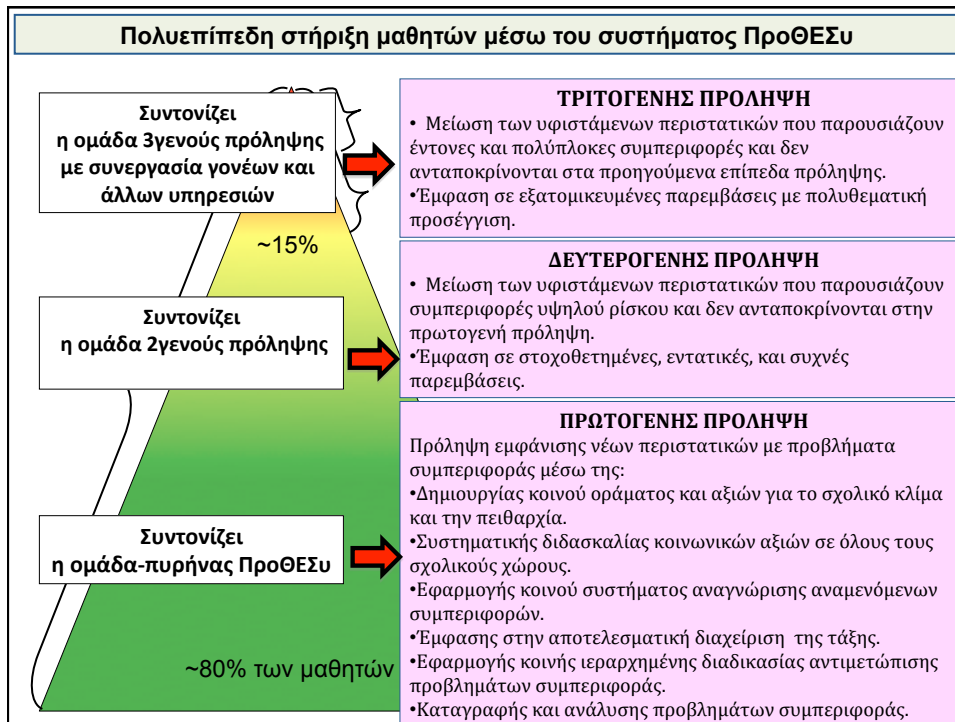 Πολυεπίπεδη στήριξη μαθητών μέσω του συστήματος ΠροΘΕΣυ
Συντονίζει
η ομάδα 3γενούς πρόληψης
με συνεργασία γονέων και
άλλων υπηρεσιών
ΤΡΙΤΟΓΕΝΗΣ ΠΡΟΛΗΨΗ
• Μείωση των υφιστάμενων περιστατικών που παρουσιάζουν
έντονες και πολύπλοκες συμπεριφορές και δεν
ανταποκρίνονται στα προηγούμενα επίπεδα πρόληψης.
•Έμφαση σε εξατομικευμένες παρεμβάσεις με πολυθεματική
προσέγγιση.
~15%
Συντονίζει
η ομάδα 2γενούς πρόληψης
ΔΕΥΤΕΡΟΓΕΝΗΣ ΠΡΟΛΗΨΗ
• Μείωση των υφιστάμενων περιστατικών που παρουσιάζουν
συμπεριφορές υψηλού ρίσκου και δεν ανταποκρίνονται στην
πρωτογενή πρόληψη.
•Έμφαση σε στοχοθετημένες, εντατικές, και συχνές
παρεμβάσεις.
Συντονίζει
η ομάδα-πυρήνας ΠροΘΕΣυ
ΠΡΩΤΟΓΕΝΗΣ ΠΡΟΛΗΨΗ
Πρόληψη εμφάνισης νέων περιστατικών με προβλήματα
συμπεριφοράς μέσω της:
•Δημιουργίας κοινού οράματος και αξιών για το σχολικό κλίμα
και την πειθαρχία.
•Συστηματικής διδασκαλίας κοινωνικών αξιών σε όλους τους
σχολικούς χώρους.
•Εφαρμογής κοινού συστήματος αναγνώρισης αναμενόμενων
συμπεριφορών.
•Έμφασης στην αποτελεσματική διαχείριση της τάξης.
•Εφαρμογής κοινής ιεραρχημένης διαδικασίας αντιμετώπισης
προβλημάτων συμπεριφοράς.
•Καταγραφής και ανάλυσης προβλημάτων συμπεριφοράς.
~80% των μαθητών